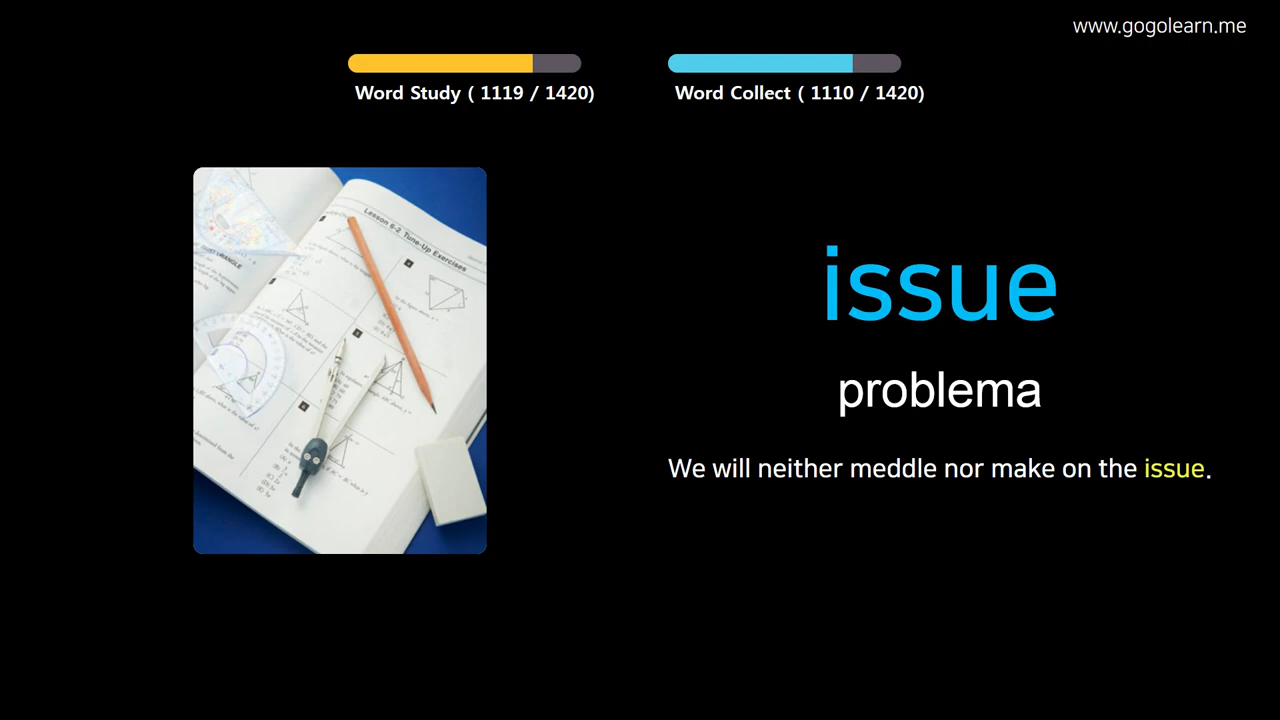 www.gogolearn.me
Word Study ( 1119 / 1420)
Word Collect ( 1110 / 1420)
Lesson 6-2 Tune-Up Exercises
issue
problema
We will neither meddle nor make on the issue.